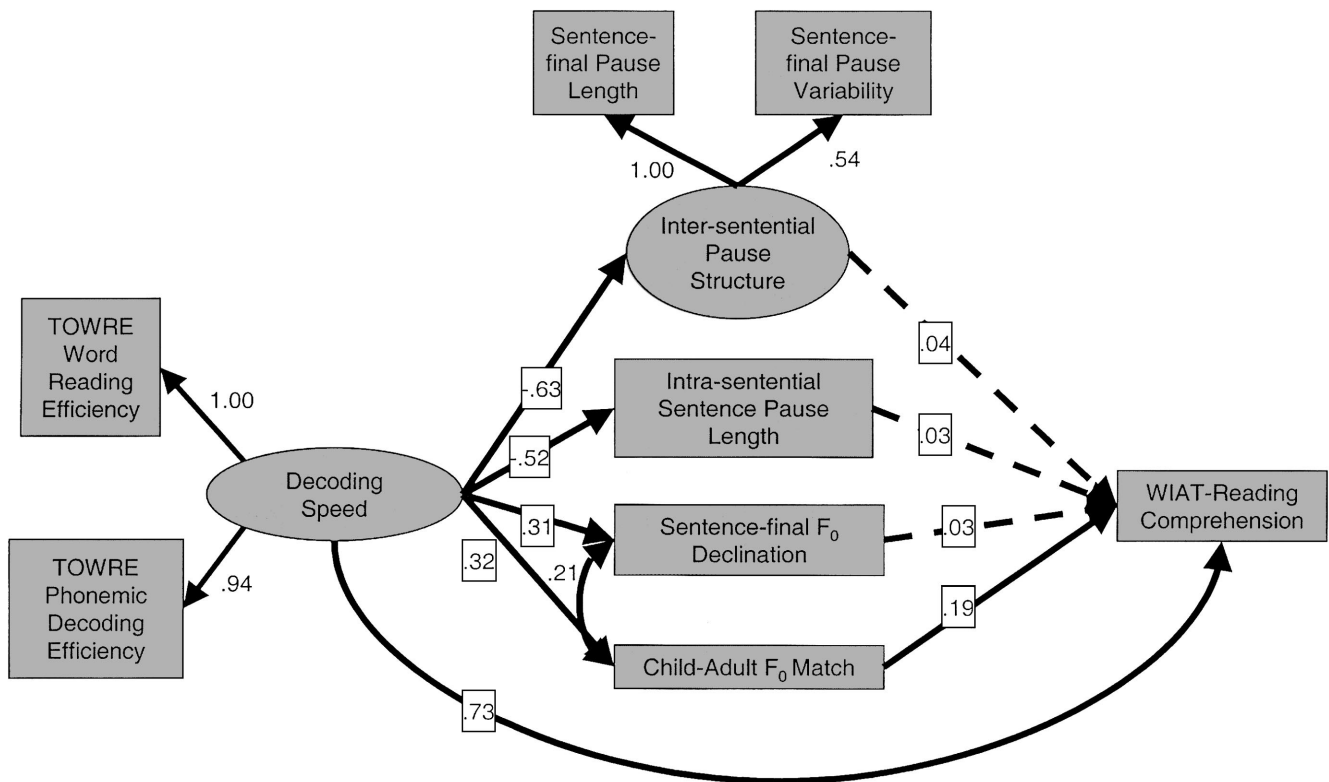 Sentence-
final Pause
Length
Sentence-
final Pause
Variability
1.00
.54
Inter-sentential
Pause
Structure
TOWRE
Word
Reading
Efficiency
1.00
-.63
.04
Intra-sentential
Sentence Pause
Length
-.52
.03
Decoding
Speed
WIAT-Reading
Comprehension
.31
Sentence-final F₀
Declination
.03
.32
.21
TOWRE
Phonemic
Decoding
Efficiency
.94
.19
Child-Adult F₀ Match
.73